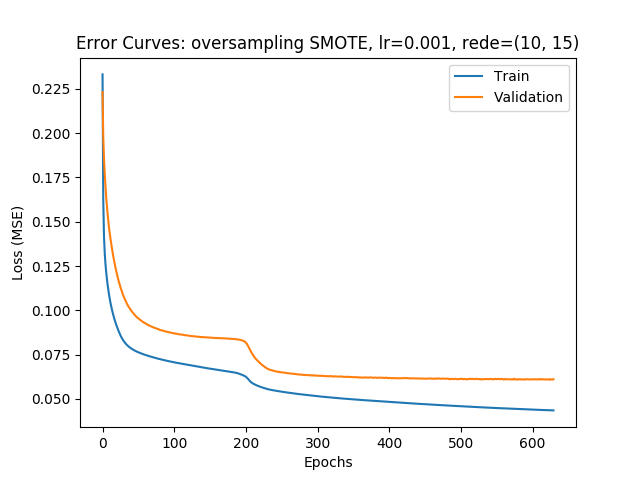 Error Curves: oversampling SMOTE, lr=0.001, rede=(10, 15)
Train
Validation
0.225
0.200
0.175
0.150
0.125
0.100
0.075
0.050
Loss (MSE)
0 100 200 300 400 500 600
Epochs